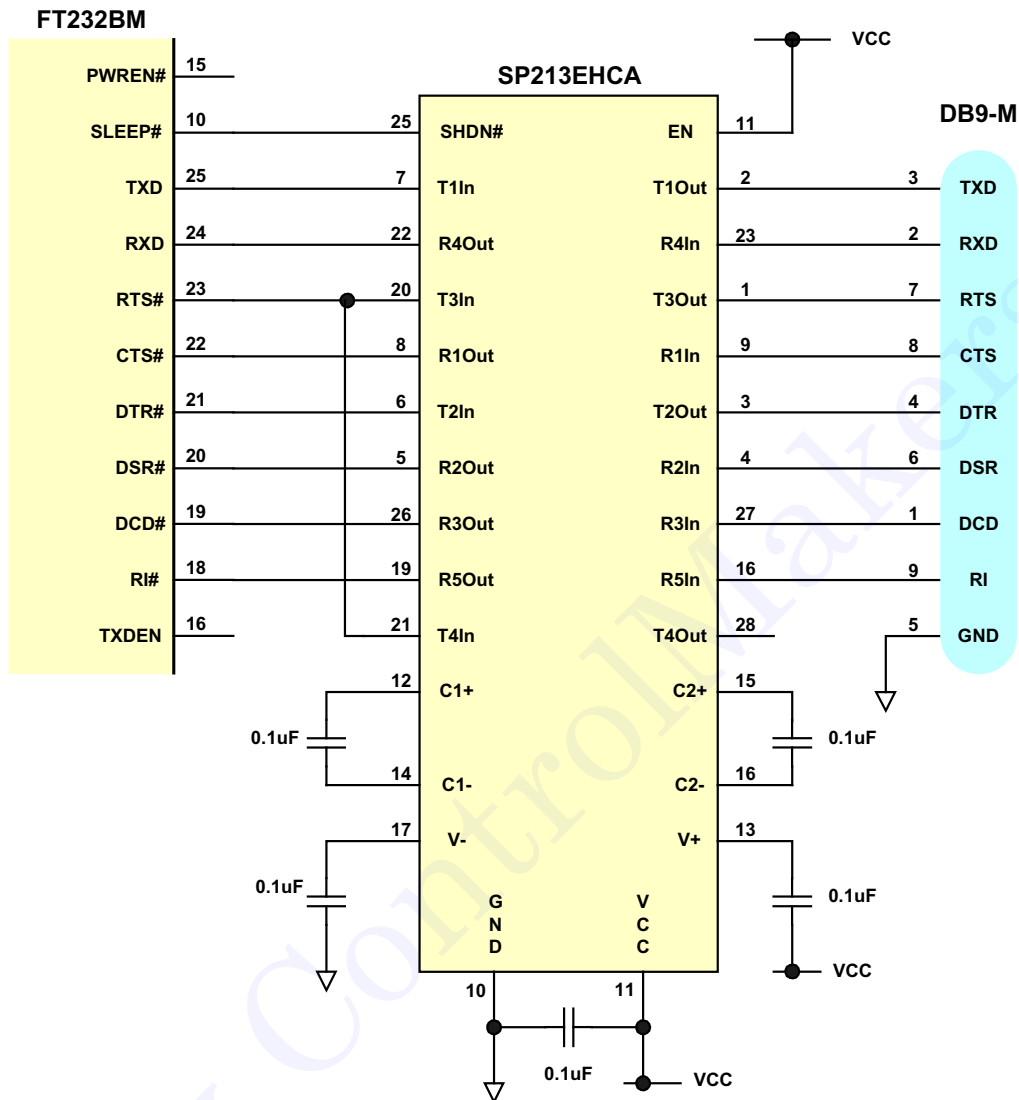 FT232BM
VCC
PWREN# 15
SP213EHCA
DB9-M
SLEEP# 10 25 SHDN# EN 11
TXD 25 7 T1In T1Out 2 3 TXD
RXD 24 22 R4Out R4In 23 2 RXD
RTS# 23 20 T3In T3Out 1 7 RTS
CTS# 22 8 R1Out R1In 9 8 CTS
DTR# 21 6 T2In T2Out 3 4 DTR
DSR# 20 5 R2Out R2In 4 6 DSR
DCD# 19 26 R3Out R3In 27 1 DCD
RI# 18 19 R5Out R5In 16 9 RI
TXDEN 16 21 T4In T4Out 28 5 GND
12 C1+ C2+ 15
0.1uF 0.1uF
14 C1- C2- 16
17 V- V+ 13
0.1uF 0.1uF
GND VCC
VCC
10 11
0.1uF
VCC
ControlMakers